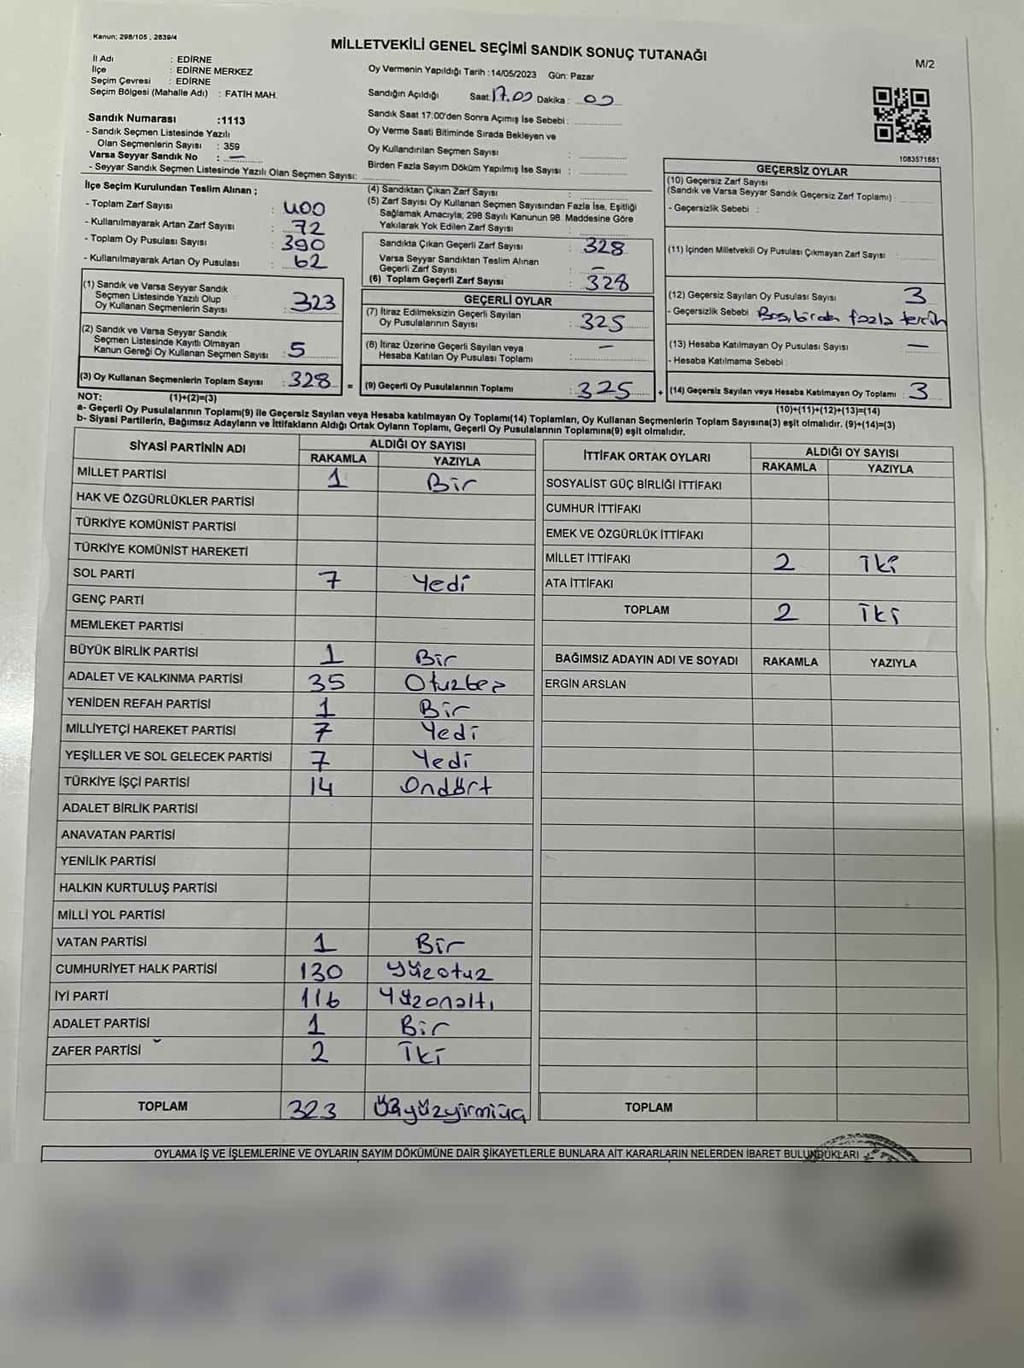 Kanun; 298/105 , 2839/4
MİLLETVEKİLİ GENEL SEÇİMİ SANDIK SONUÇ TUTANAĞI
M/2
İl Adı : EDİRNE
İlçe : EDİRNE MERKEZ
Seçim Çevresi : EDİRNE
Seçim Bölgesi (Mahalle Adı) : FATİH MAH.
Sandık Numarası :1113
- Sandık Seçmen Listesinde Yazılı
Olan Seçmenlerin Sayısı : 359
Varsa Seyyar Sandık No : —
- Seyyar Sandık Seçmen Listesinde Yazılı Olan Seçmen Sayısı:
Oy Vermenin Yapıldığı Tarih :14/05/2023 Gün: Pazar
Sandığın Açıldığı Saat: 17.00 Dakika : 00
Sandık Saat 17:00'den Sonra Açımış İse Sebebi :
Oy Verme Saati Bitiminde Sırada Bekleyen ve
Oy Kullandırılan Seçmen Sayısı :
Birden Fazla Sayım Döküm Yapılmış İse Sayısı :
1083571581
İlçe Seçim Kurulundan Teslim Alınan ;
- Toplam Zarf Sayısı : 400
- Kullanılmayarak Artan Zarf Sayısı : 72
- Toplam Oy Pusulası Sayısı : 390
- Kullanılmayarak Artan Oy Pusulası : 62
(1) Sandık ve Varsa Seyyar Sandık
Seçmen Listesinde Yazılı Olup
Oy Kullanan Seçmenlerin Sayısı : 323
(2) Sandık ve Varsa Seyyar Sandık
Seçmen Listesinde Kayıtlı Olmayan
Kanun Gereği Oy Kullanan Seçmen Sayısı : 5
(3) Oy Kullanan Seçmenlerin Toplam Sayısı : 328 =
(4) Sandıktan Çıkan Zarf Sayısı :
(5) Zarf Sayısı Oy Kullanan Seçmen Sayısından Fazla İse, Eşitliği
Sağlamak Amacıyla; 298 Sayılı Kanunun 98. Maddesine Göre
Yakılarak Yok Edilen Zarf Sayısı :
Sandıkta Çıkan Geçerli Zarf Sayısı : 328
Varsa Seyyar Sandıktan Teslim Alınan
Geçerli Zarf Sayısı : —
(6) Toplam Geçerli Zarf Sayısı : 328
GEÇERLİ OYLAR
(7) İtiraz Edilmeksizin Geçerli Sayılan
Oy Pusulalarının Sayısı : 325
(8) İtiraz Üzerine Geçerli Sayılan veya
Hesaba Katılan Oy Pusulası Toplamı : —
(9) Geçerli Oy Pusulalarının Toplamı : 325 +
GEÇERSİZ OYLAR
(10) Geçersiz Zarf Sayısı
(Sandık ve Varsa Seyyar Sandık Geçersiz Zarf Toplamı) :
- Geçersizlik Sebebi :
(11) İçinden Milletvekili Oy Pusulası Çıkmayan Zarf Sayısı :
(12) Geçersiz Sayılan Oy Pusulası Sayısı : 3
- Geçersizlik Sebebi : Boş, birden fazla tercih
(13) Hesaba Katılmayan Oy Pusulası Sayısı : —
- Hesaba Katılmama Sebebi :
(14) Geçersiz Sayılan veya Hesaba Katılmayan Oy Toplamı : 3
NOT: (1)+(2)=(3)
(10)+(11)+(12)+(13)=(14)
a- Geçerli Oy Pusulalarının Toplamı(9) ile Geçersiz Sayılan veya Hesaba katılmayan Oy Toplamı(14) Toplamları, Oy Kullanan Seçmenlerin Toplam Sayısına(3) eşit olmalıdır. (9)+(14)=(3)
b- Siyasi Partilerin, Bağımsız Adayların ve İttifakların Aldığı Ortak Oyların Toplamı, Geçerli Oy Pusulalarının Toplamına(9) eşit olmalıdır.
SİYASİ PARTİNİN ADI ALDIĞI OY SAYISI
RAKAMLA YAZIYLA
MİLLET PARTİSİ 1 Bir
HAK VE ÖZGÜRLÜKLER PARTİSİ
TÜRKİYE KOMÜNİST PARTİSİ
TÜRKİYE KOMÜNİST HAREKETİ
SOL PARTİ 7 Yedi
GENÇ PARTİ
MEMLEKET PARTİSİ
BÜYÜK BİRLİK PARTİSİ 1 Bir
ADALET VE KALKINMA PARTİSİ 35 Otuzbeş
YENİDEN REFAH PARTİSİ 1 Bir
MİLLİYETÇİ HAREKET PARTİSİ 7 Yedi
YEŞİLLER VE SOL GELECEK PARTİSİ 7 Yedi
TÜRKİYE İŞÇİ PARTİSİ 14 Ondört
ADALET BİRLİK PARTİSİ
ANAVATAN PARTİSİ
YENİLİK PARTİSİ
HALKIN KURTULUŞ PARTİSİ
MİLLİ YOL PARTİSİ
VATAN PARTİSİ 1 Bir
CUMHURİYET HALK PARTİSİ 130 Yüzotuz
İYİ PARTİ 116 Yüzonaltı
ADALET PARTİSİ 1 Bir
ZAFER PARTİSİ 2 İki
TOPLAM 323 Üçyüzyirmiüç
İTTİFAK ORTAK OYLARI ALDIĞI OY SAYISI
RAKAMLA YAZIYLA
SOSYALİST GÜÇ BİRLİĞİ İTTİFAKI
CUMHUR İTTİFAKI
EMEK VE ÖZGÜRLÜK İTTİFAKI
MİLLET İTTİFAKI 2 İki
ATA İTTİFAKI
TOPLAM 2 İki
BAĞIMSIZ ADAYIN ADI VE SOYADI RAKAMLA YAZIYLA
ERGİN ARSLAN
TOPLAM
OYLAMA İŞ VE İŞLEMLERİNE VE OYLARIN SAYIM DÖKÜMÜNE DAİR ŞİKAYETLERLE BUNLARA AİT KARARLARIN NELERDEN İBARET BULUNDUKLARI